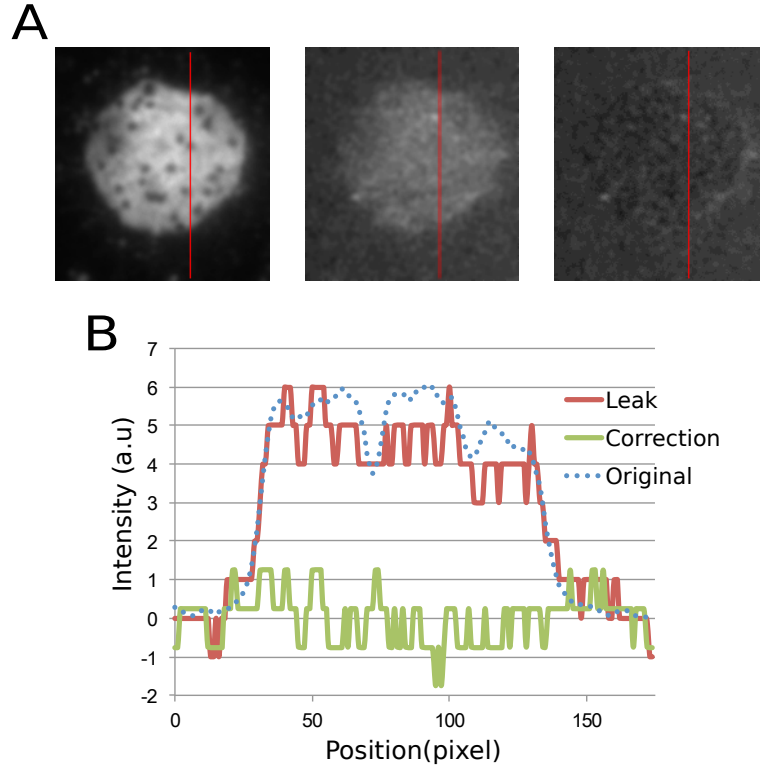 A
B
7
6
5
4
3
2
1
0
-1
-2
Intensity (a.u)
Leak
Correction
Original
0 50 100 150
Position(pixel)